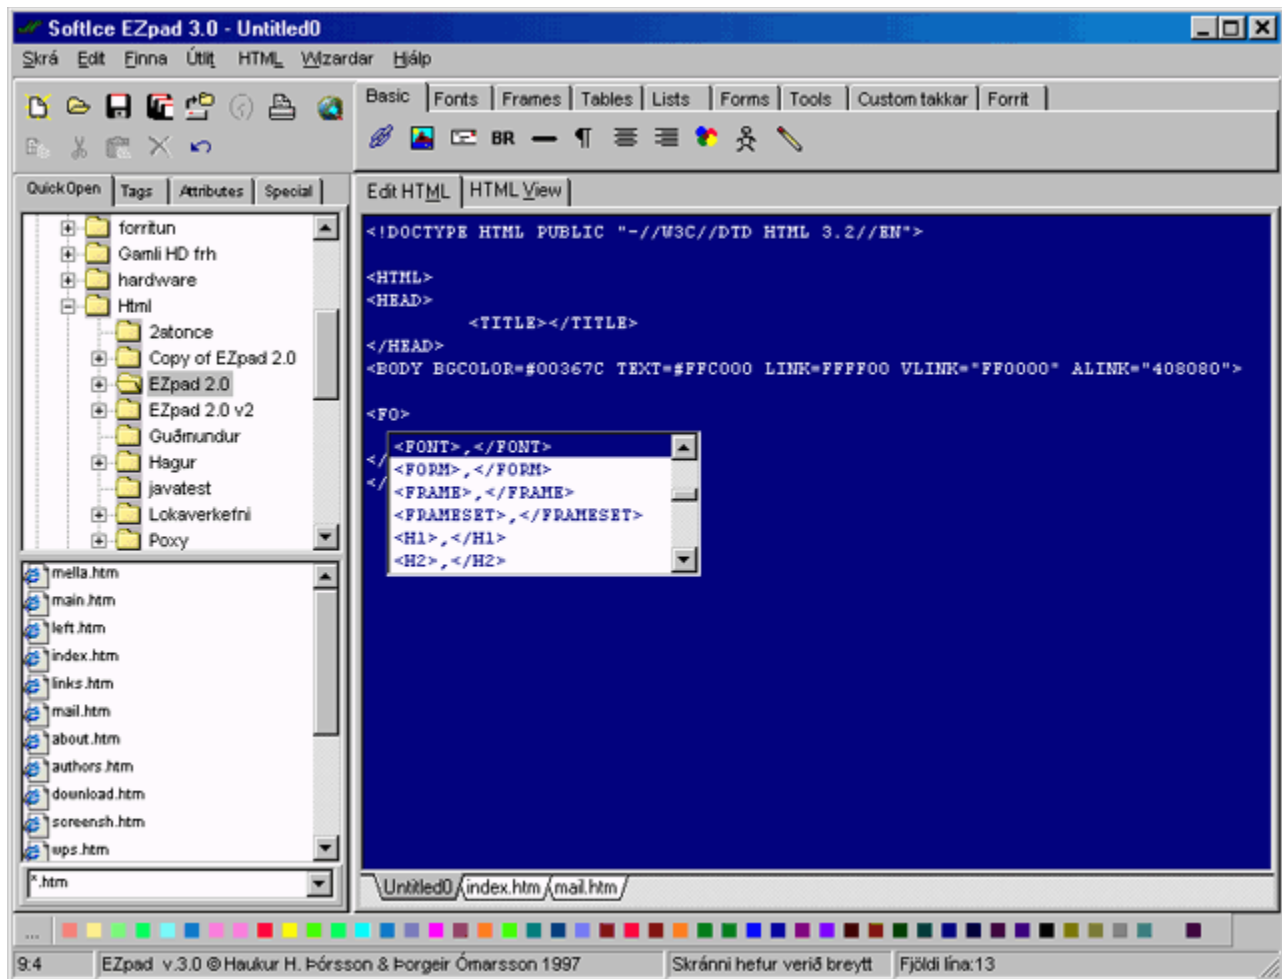 SoftIce EZpad 3.0 - Untitled0
Skrá Edit Finna Útlit HTML Wizardar Hjálp
Basic Fonts Frames Tables Lists Forms Tools Custom takkar Forrit
BR
QuickOpen Tags Attributes Special
Edit HTML HTML View
forritun
Gamli HD frh
hardware
Html
2atonce
Copy of EZpad 2.0
EZpad 2.0
EZpad 2.0 v2
Guðmundur
Hagur
javatest
Lokaverkefni
Poxy
mella.htm
main.htm
left.htm
index.htm
links.htm
mail.htm
about.htm
authors.htm
download.htm
screensh.htm
wps.htm
*.htm
<!DOCTYPE HTML PUBLIC "-//W3C//DTD HTML 3.2//EN">
<HTML>
<HEAD>
<TITLE></TITLE>
</HEAD>
<BODY BGCOLOR=#00367C TEXT=#FFC000 LINK=FFFF00 VLINK="FF0000" ALINK="408080">
<FO>
</
</
<FONT>,</FONT>
<FORM>,</FORM>
<FRAME>,</FRAME>
<FRAMESET>,</FRAMESET>
<H1>,</H1>
<H2>,</H2>
Untitled0 index.htm mail.htm
...
9:4 EZpad v.3.0 © Haukur H. Þórsson & Þorgeir Ómarsson 1997 Skránni hefur verið breytt Fjöldi lína:13